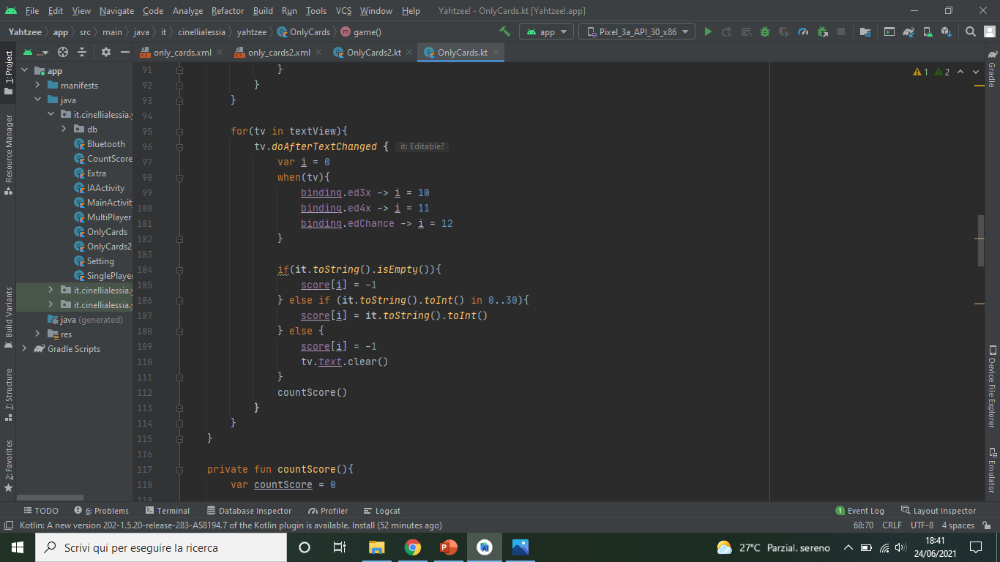 File Edit View Navigate Code Analyze Refactor Build Run Tools VCS Window Help Yahtzee! - OnlyCards.kt [Yahtzee!.app]
Yahtzee app src main java it cinellialessia yahtzee OnlyCards game() app Pixel_3a_API_30_x86
... only_cards.xml only_cards2.xml OnlyCards2.kt OnlyCards.kt
1: Project
Resource Manager
Build Variants
7: Structure
2: Favorites
app
manifests
java
it.cinellialessia.y
db
Bluetooth
CountScore
Extra
IAActivity
MainActivit
MultiPlayer
OnlyCards
OnlyCards2
Setting
SinglePlayer
it.cinellialessia.y
it.cinellialessia.y
java (generated)
res
Gradle Scripts
1 2
91 }
92 }
93 }
94
95 for(tv in textView){
96 tv.doAfterTextChanged { it: Editable?
97 var i = 0
98 when(tv){
99 binding.ed3x -> i = 10
100 binding.ed4x -> i = 11
101 binding.edChance -> i = 12
102 }
103
104 if(it.toString().isEmpty()){
105 score[i] = -1
106 } else if (it.toString().toInt() in 0..30){
107 score[i] = it.toString().toInt()
108 } else {
109 score[i] = -1
110 tv.text.clear()
111 }
112 countScore()
113 }
114 }
115 }
116
117 private fun countScore(){
118 var countScore = 0
119
Gradle
Device File Explorer
Emulator
TODO 6: Problems Terminal Database Inspector Profiler Logcat 1 Event Log Layout Inspector
Kotlin: A new version 202-1.5.20-release-283-AS8194.7 of the Kotlin plugin is available. Install (52 minutes ago) 68:70 CRLF UTF-8 4 spaces
Scrivi qui per eseguire la ricerca 27°C Parzial. sereno 18:41
24/06/2021